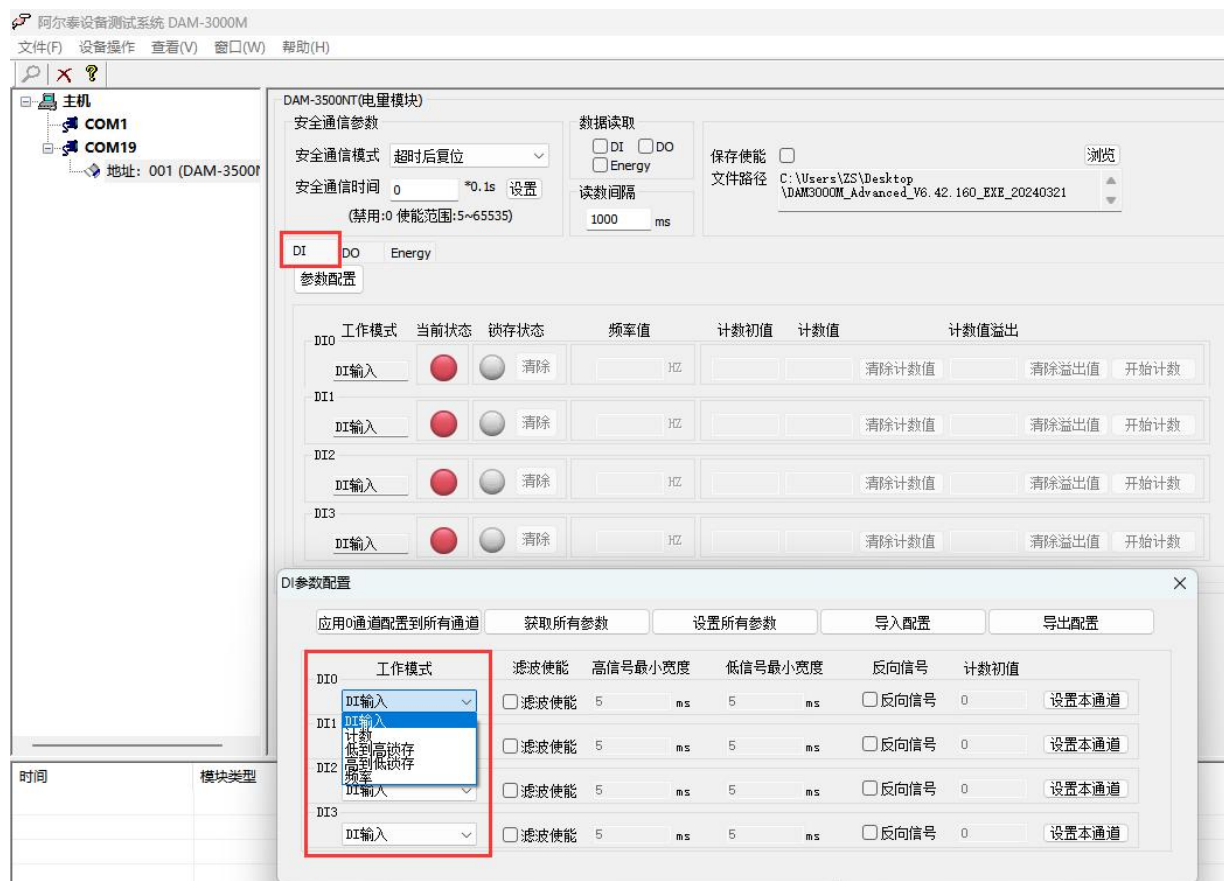 阿尔泰设备测试系统 DAM-3000M
文件(F) 设备操作 查看(V) 窗口(W) 帮助(H)
主机
COM1
COM19
地址: 001 (DAM-3500N
DAM-3500NT(电量模块)
安全通信参数
安全通信模式 超时后复位
安全通信时间 0 *0.1s 设置
(禁用:0 使能范围:5~65535)
数据读取
DI DO
Energy
读数间隔
1000 ms
保存使能 浏览
文件路径 C:\Users\ZS\Desktop
\DAM3000M_Advanced_V6.42.160_EXE_20240321
DI DO Energy
参数配置
工作模式 当前状态 锁存状态 频率值 计数初值 计数值 计数值溢出
DI0
DI输入 清除 HZ 清除计数值 清除溢出值 开始计数
DI1
DI输入 清除 HZ 清除计数值 清除溢出值 开始计数
DI2
DI输入 清除 HZ 清除计数值 清除溢出值 开始计数
DI3
DI输入 清除 HZ 清除计数值 清除溢出值 开始计数
DI参数配置
应用0通道配置到所有通道 获取所有参数 设置所有参数 导入配置 导出配置
工作模式 滤波使能 高信号最小宽度 低信号最小宽度 反向信号 计数初值
DI0
DI输入 滤波使能 5 ms 5 ms 反向信号 0 设置本通道
DI1
DI输入
计数
低到高锁存
高到低锁存
频率
滤波使能 5 ms 5 ms 反向信号 0 设置本通道
DI2
DI输入 滤波使能 5 ms 5 ms 反向信号 0 设置本通道
DI3
DI输入 滤波使能 5 ms 5 ms 反向信号 0 设置本通道
时间 模块类型